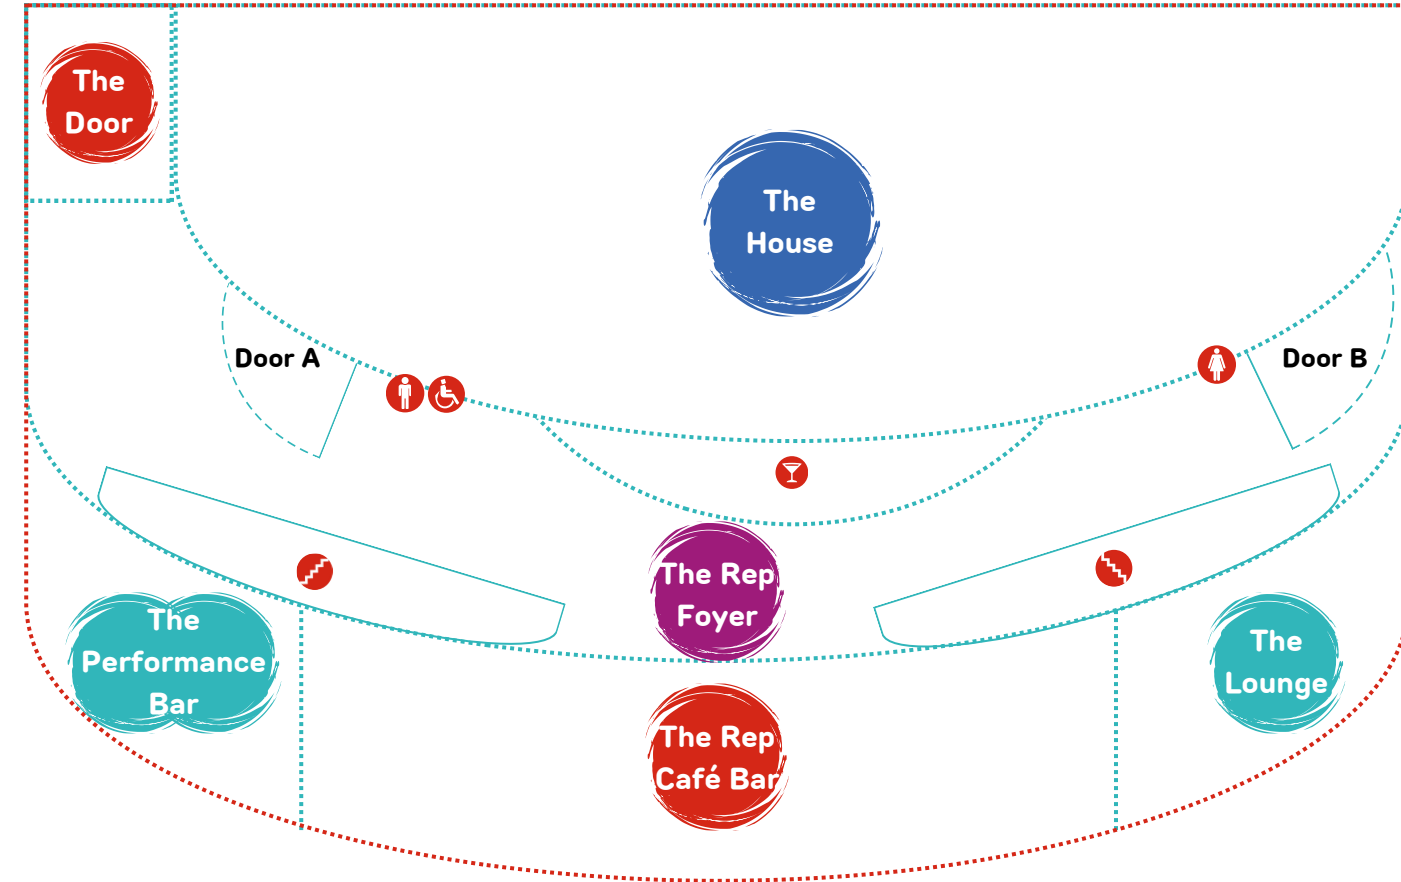 The
Door
The
House
Door A
Door B
The Rep
Foyer
The
Performance
Bar
The
Lounge
The Rep
Café Bar